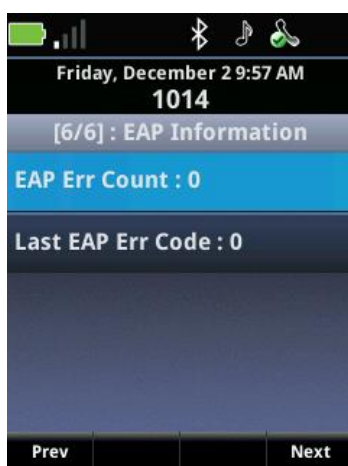 Friday, December 2 9:57 AM
1014
[6/6] : EAP Information
EAP Err Count : 0
Last EAP Err Code : 0
Prev Next